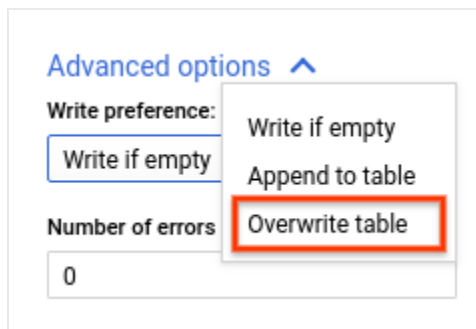 Advanced options
Write preference:
Write if empty
Write if empty
Append to table
Overwrite table
Number of errors
0